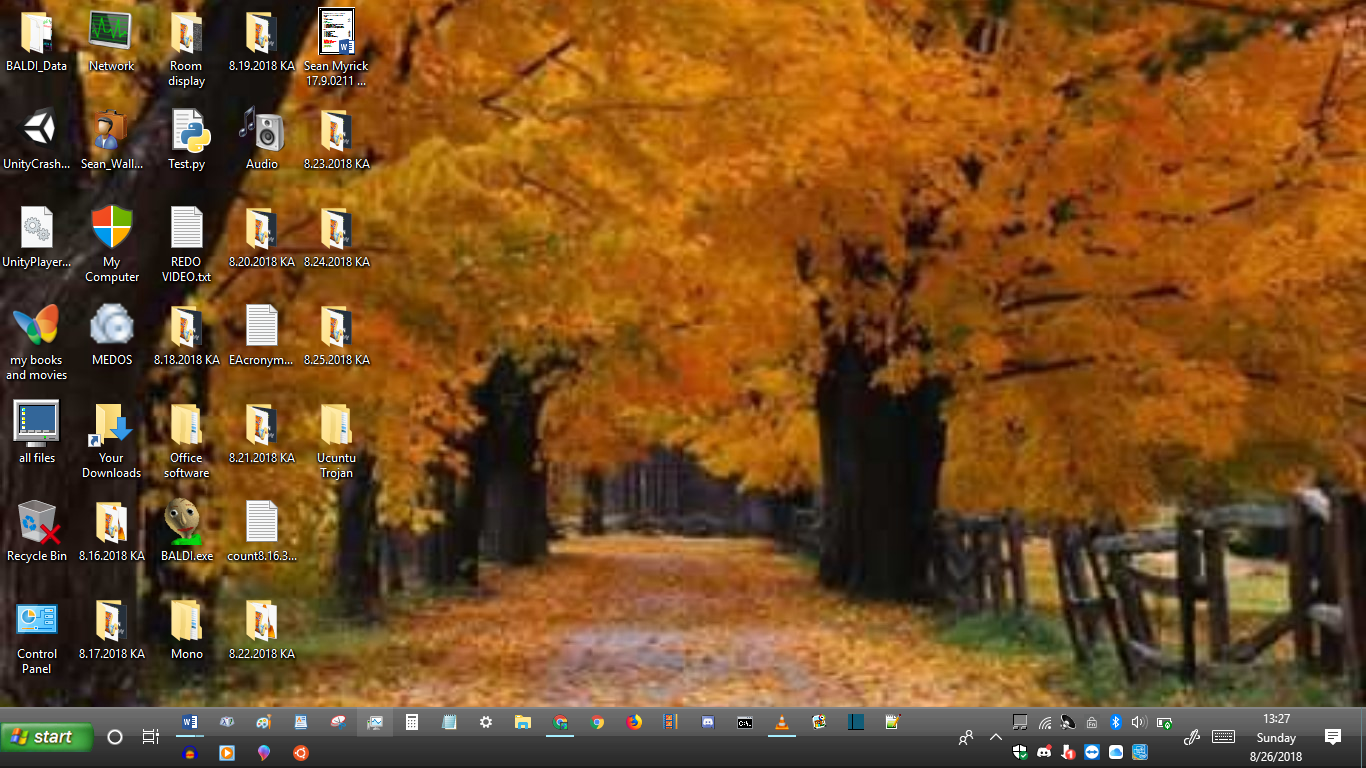 BALDI_Data
Network
Room
display
8.19.2018 KA
Sean Myrick
17.9.0211 ...
UnityCrash...
Sean_Wall...
Test.py
Audio
8.23.2018 KA
UnityPlayer...
My
Computer
REDO
VIDEO.txt
8.20.2018 KA
8.24.2018 KA
my books
and movies
MEDOS
8.18.2018 KA
EAcronym...
8.25.2018 KA
all files
Your
Downloads
Office
software
8.21.2018 KA
Ucuntu
Trojan
Recycle Bin
8.16.2018 KA
BALDI.exe
count8.16.3...
Control
Panel
8.17.2018 KA
Mono
8.22.2018 KA
start
13:27
Sunday
8/26/2018